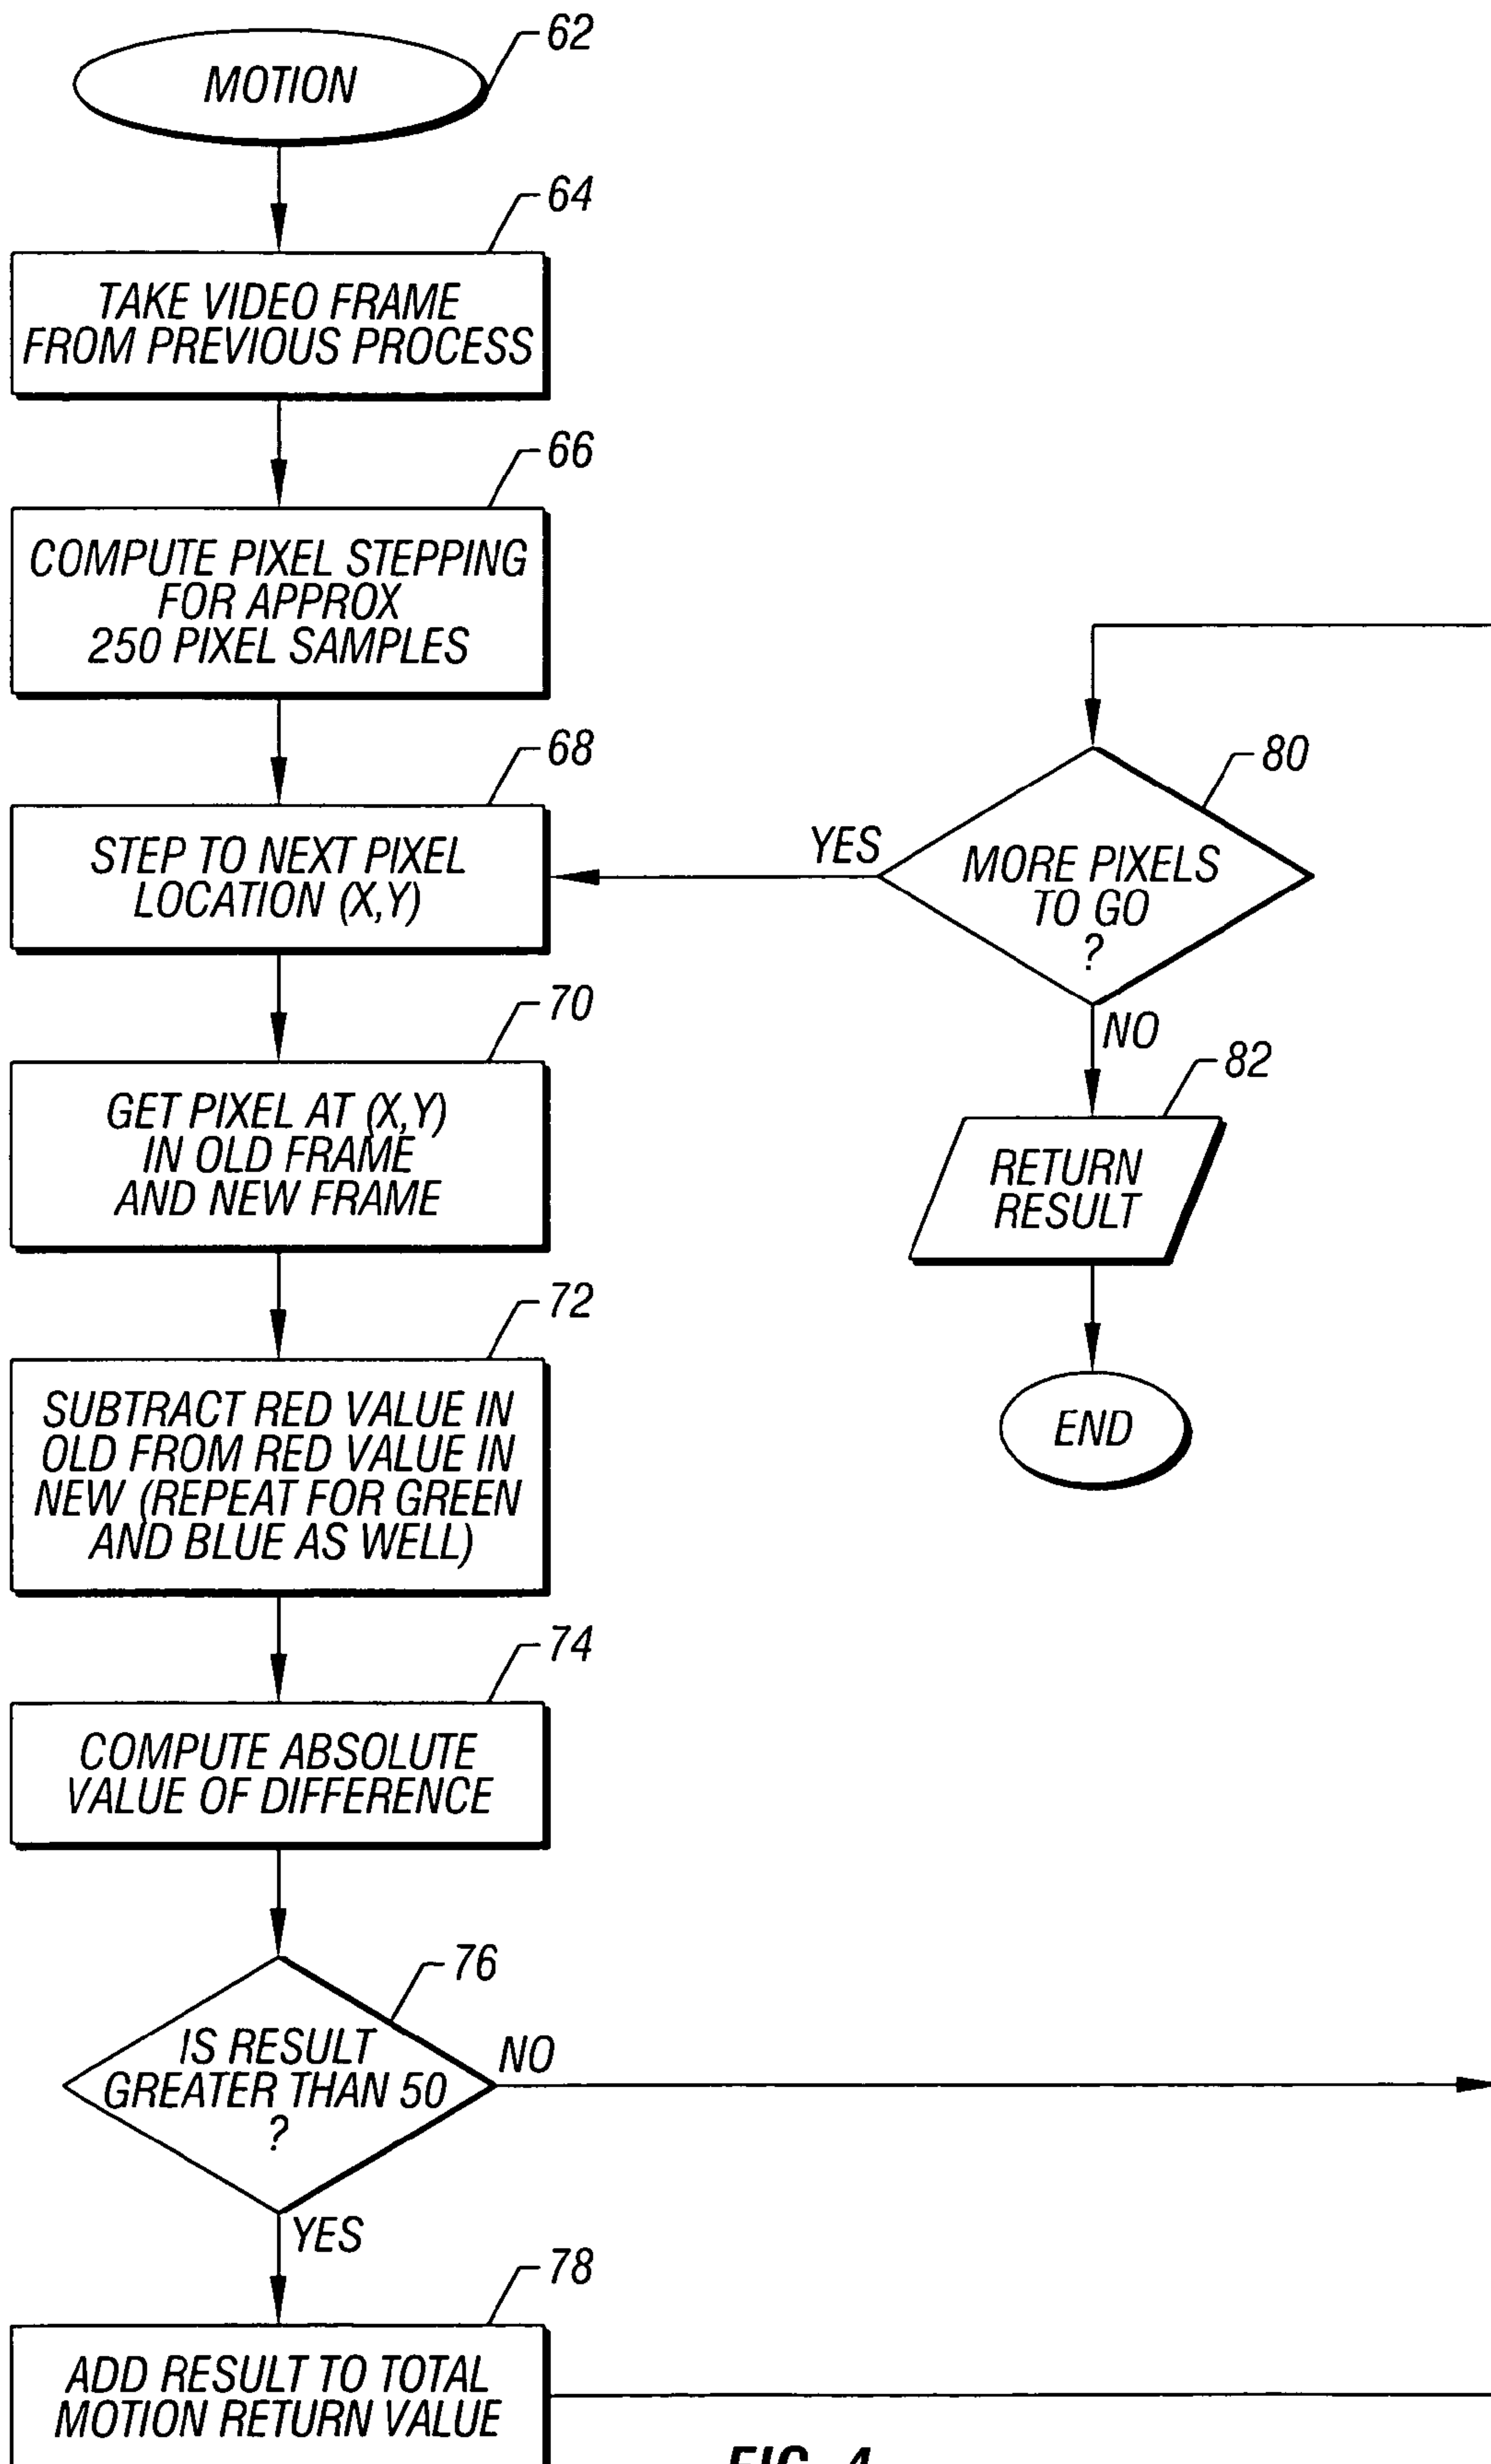 62
MOTION
64
TAKE VIDEO FRAME
FROM PREVIOUS PROCESS
66
COMPUTE PIXEL STEPPING
FOR APPROX
250 PIXEL SAMPLES
68
STEP TO NEXT PIXEL
LOCATION (X,Y)
70
GET PIXEL AT (X,Y)
IN OLD FRAME
AND NEW FRAME
72
SUBTRACT RED VALUE IN
OLD FROM RED VALUE IN
NEW (REPEAT FOR GREEN
AND BLUE AS WELL)
74
COMPUTE ABSOLUTE
VALUE OF DIFFERENCE
76
IS RESULT
GREATER THAN 50
?
NO
YES
78
ADD RESULT TO TOTAL
MOTION RETURN VALUE
80
MORE PIXELS
TO GO
?
YES
NO
82
RETURN
RESULT
END
FIG. 4